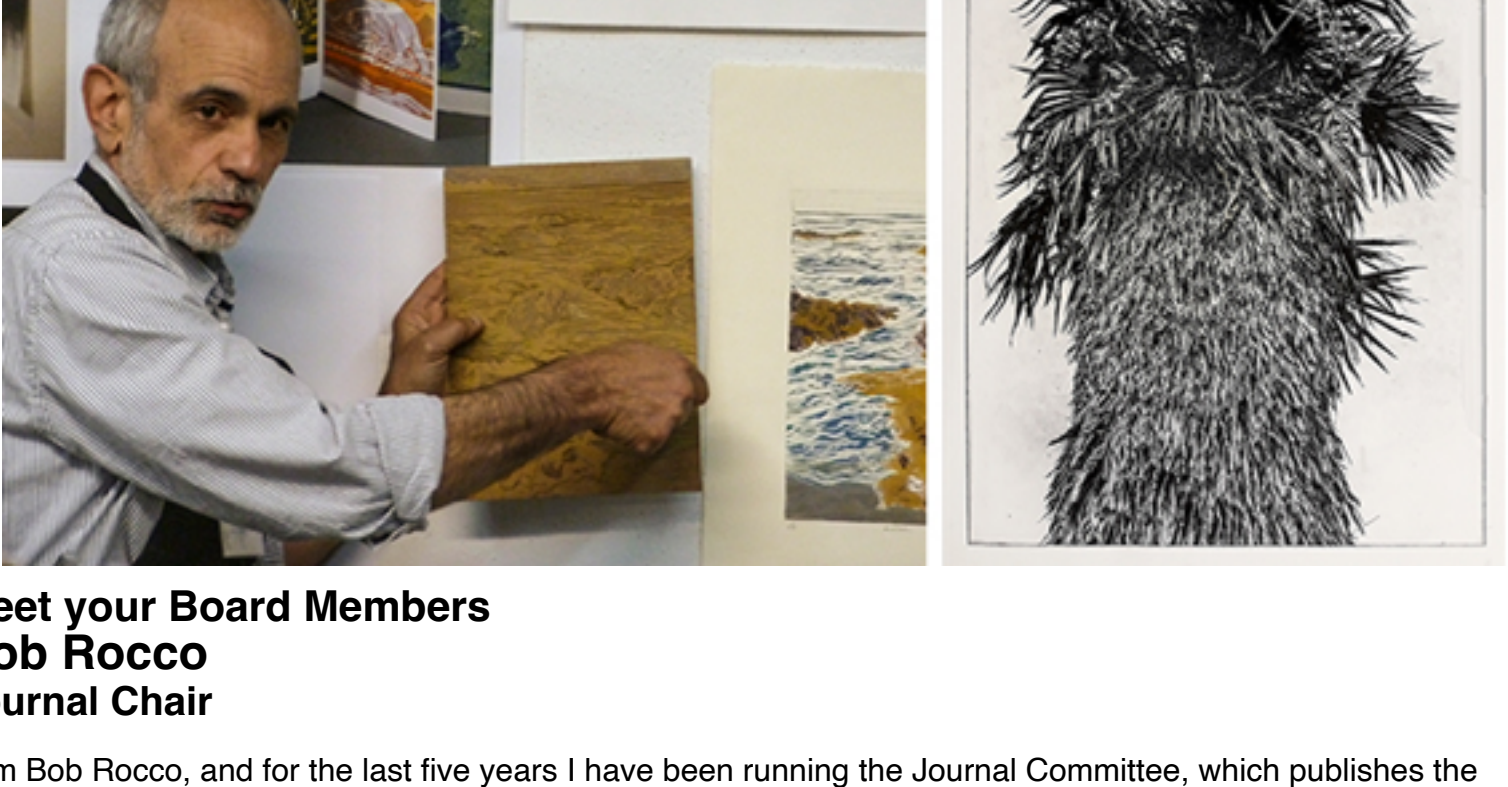 eet your Board Members
ob Rocco
urnal Chair
m Bob Rocco, and for the last five years I have been running the Journal Committee, which publishes the